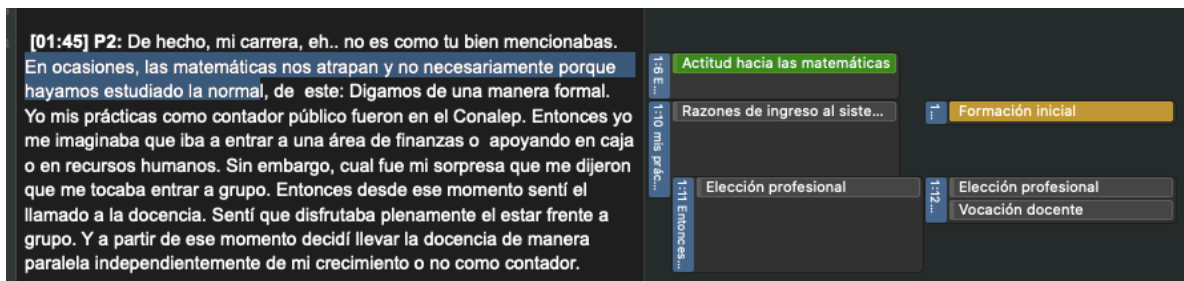 [01:45] P2: De hecho, mi carrera, eh.. no es como tu bien mencionabas.
En ocasiones, las matemáticas nos atrapan y no necesariamente porque
hayamos estudiado la normal, de  este: Digamos de una manera formal.
Yo mis prácticas como contador público fueron en el Conalep. Entonces yo
me imaginaba que iba a entrar a una área de finanzas o  apoyando en caja
o en recursos humanos. Sin embargo, cual fue mi sorpresa que me dijeron
que me tocaba entrar a grupo. Entonces desde ese momento sentí el
llamado a la docencia. Sentí que disfrutaba plenamente el estar frente a
grupo. Y a partir de ese momento decidí llevar la docencia de manera
paralela independientemente de mi crecimiento o no como contador.
1:6 E...
Actitud hacia las matemáticas
1:10 mis prác...
Razones de ingreso al siste...
1...
Formación inicial
1:11 Entonces...
Elección profesional
1:12...
Elección profesional
Vocación docente